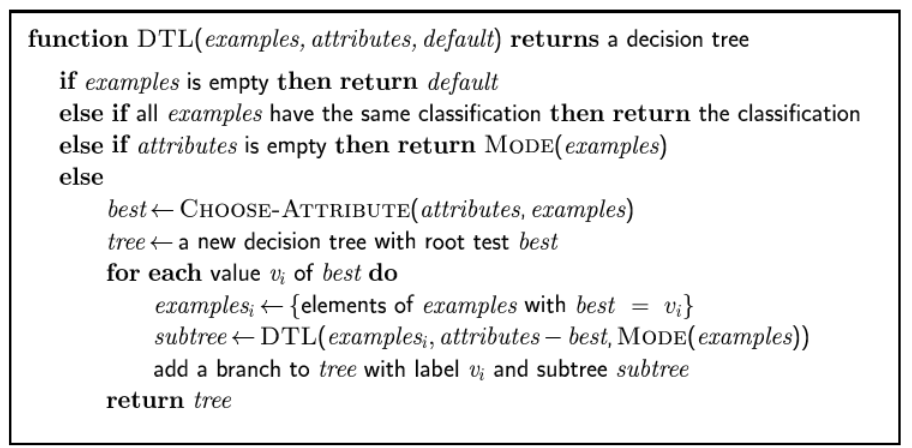 function DTL(examples, attributes, default) returns a decision tree
if examples is empty then return default
else if all examples have the same classification then return the classification
else if attributes is empty then return MODE(examples)
else
best ← CHOOSE-ATTRIBUTE(attributes, examples)
tree ← a new decision tree with root test best
for each value vᵢ of best do
examplesᵢ ← {elements of examples with best = vᵢ}
subtree ← DTL(examplesᵢ, attributes − best, MODE(examples))
add a branch to tree with label vᵢ and subtree subtree
return tree